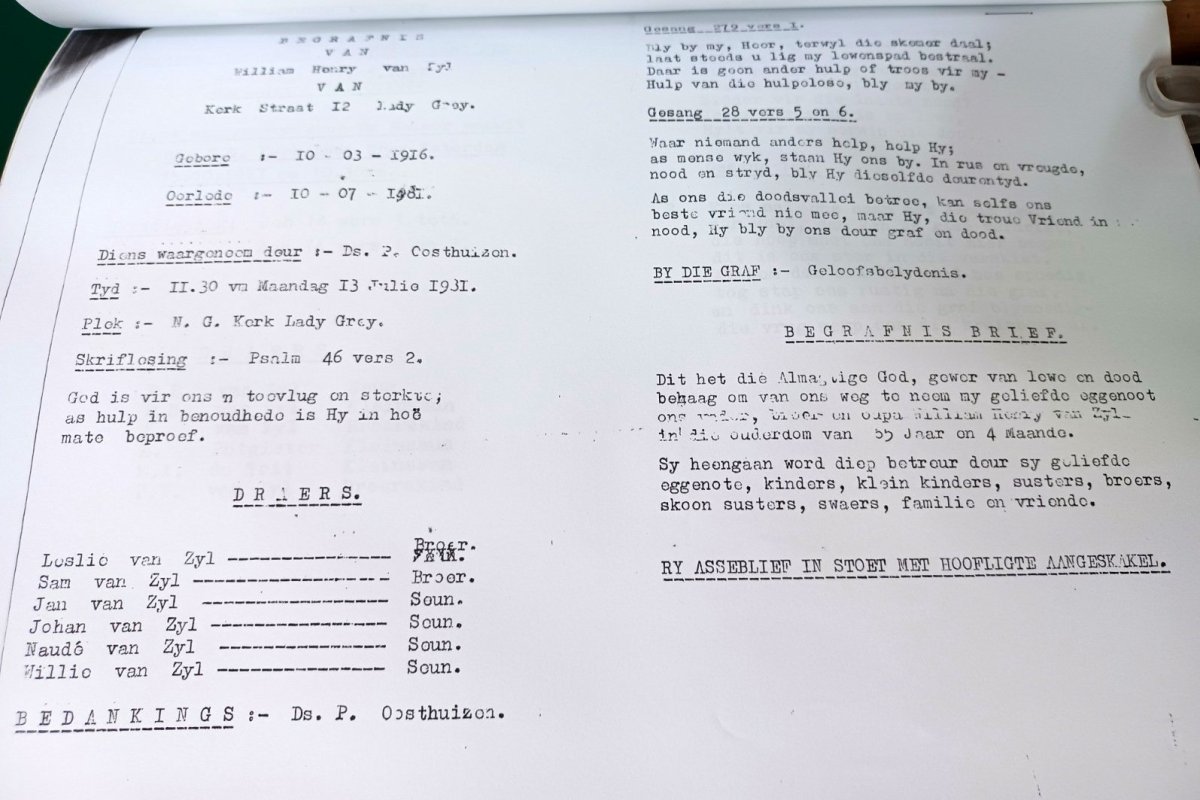 BEGRAFNIS
VAN
William Henry van Zyl
VAN
Kerk Straat 12 Lady Grey.
Gebore :- 10 - 03 - 1916.
Oorlede :- 10 - 07 - 1981.
Diens waargeneem deur :- Ds. P. Oosthuizen.
Tyd :- 11.30 vm Maandag 13 Julie 1981.
Plek :- N. G. Kerk Lady Grey.
Skriflesing :- Psalm 46 vers 2.
God is vir ons n toevlug en sterkte;
as hulp in benoudhede is Hy in hoë
mate beproef.
DRAERS.
Leslie van Zyl ---------------- Broer.
Sam van Zyl ------------------- Broer.
Jan van Zyl ------------------ Seun.
Johan van Zyl ----------------- Seun.
Naudé van Zyl ---------------- Seun.
Willie van Zyl ---------------- Seun.
BEDANKINGS :- Ds. P. Oosthuizen.
Gesang 279 vers 1.
Bly by my, Heer, terwyl die skemer daal;
laat steeds u lig my lewenspad bestraal.
Daar is geen ander hulp of troos vir my -
Hulp van die hulpelose, bly my by.
Gesang 28 vers 5 en 6.
Waar niemand anders help, help Hy;
as mense wyk, staan Hy ons by. In rus en vreugde,
nood en stryd, bly Hy dieselfde deurentyd.
As ons die doodsvallei betree, kan selfs ons
beste vriend nie mee, maar Hy, die troue Vriend in
nood, Hy bly by ons deur graf en dood.
BY DIE GRAF :- Geloofsbelydenis.
BEGRAFNIS BRIEF.
Dit het die Almagtige God, gewer van lewe en dood
behaag om van ons weg te neem my geliefde eggenoot
ons vader, broer en oupa William Henry van Zyl
in die ouderdom van 65 Jaar en 4 Maande.
Sy heengaan word diep betreur deur sy geliefde
eggenote, kinders, klein kinders, susters, broers,
skoon susters, swaers, familie en vriende.
RY ASSEBLIEF IN STOET MET HOOFLIGTE AANGESKAKEL.